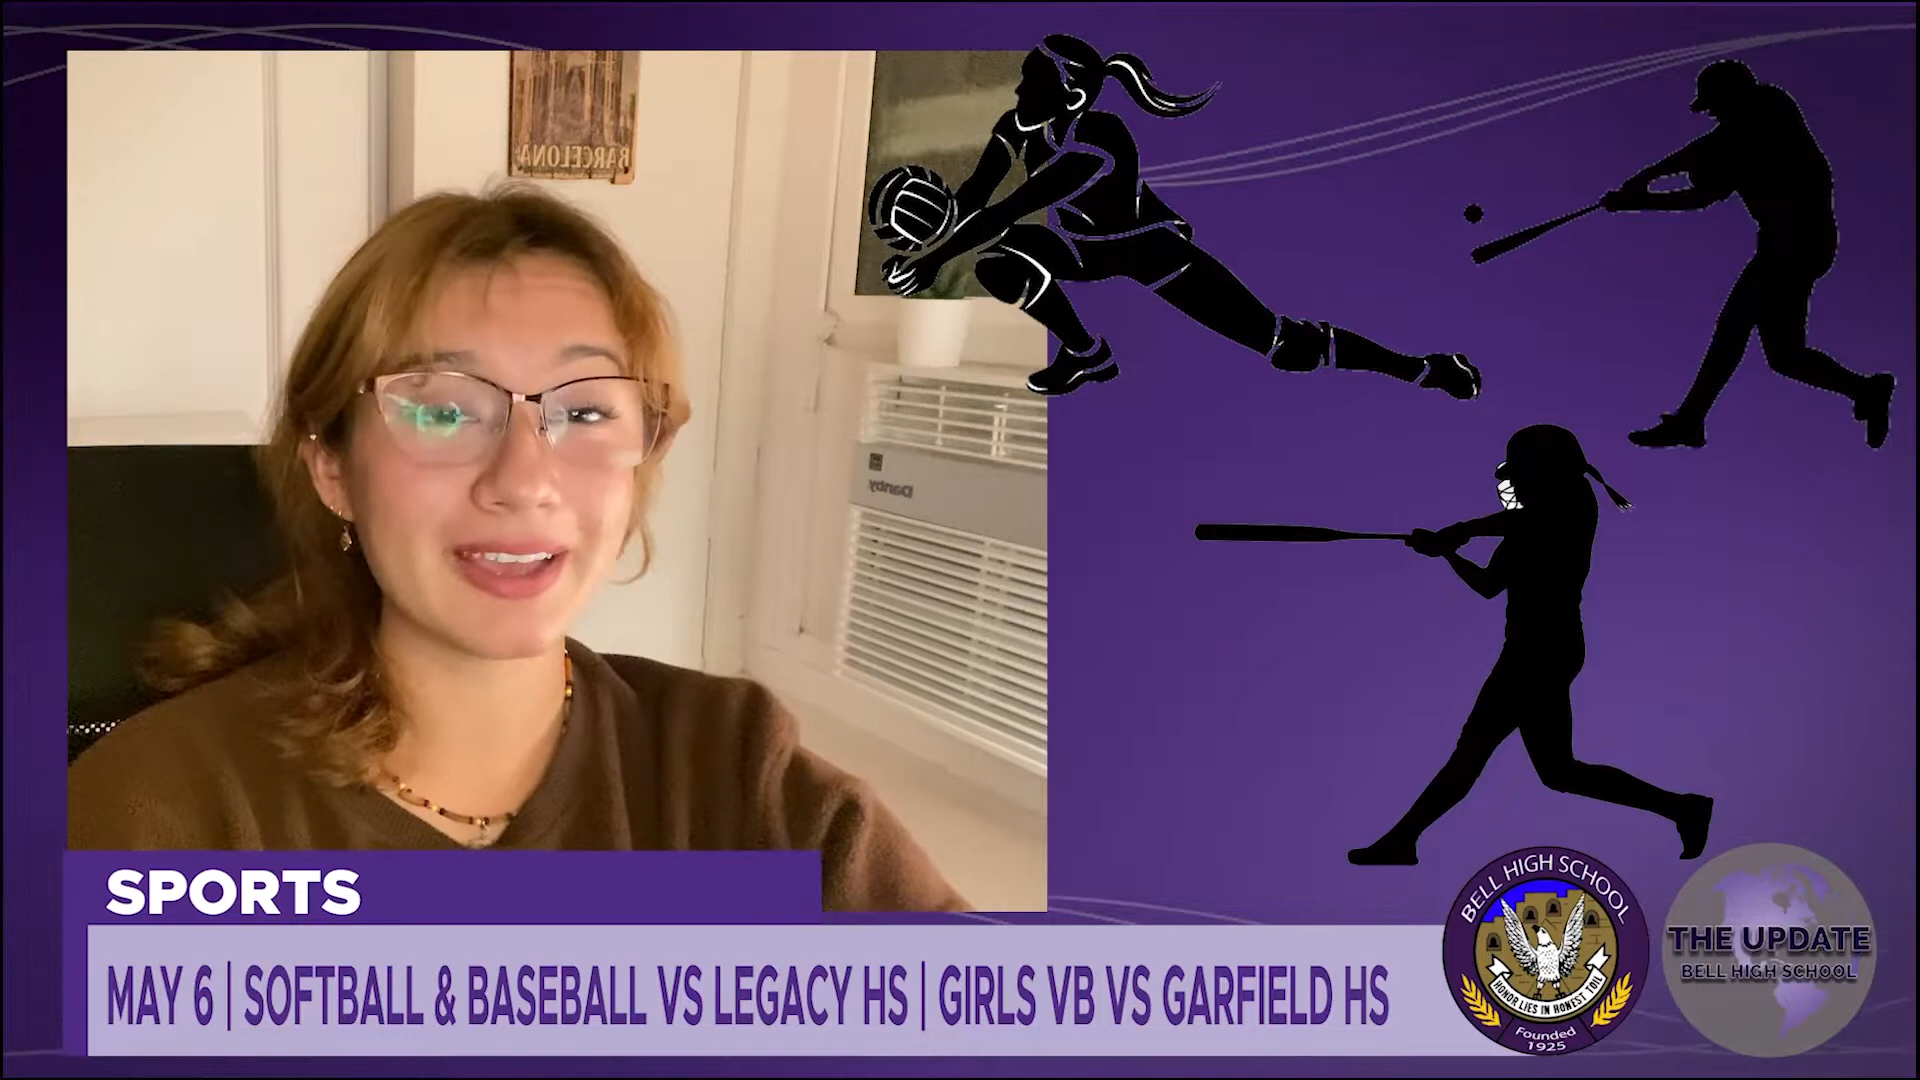 BARCELONA
Danby
SPORTS
MAY 6 | SOFTBALL & BASEBALL VS LEGACY HS | GIRLS VB VS GARFIELD HS
BELL HIGH SCHOOL
HONOR LIES IN HONEST TOIL
Founded
1925
THE UPDATE
BELL HIGH SCHOOL